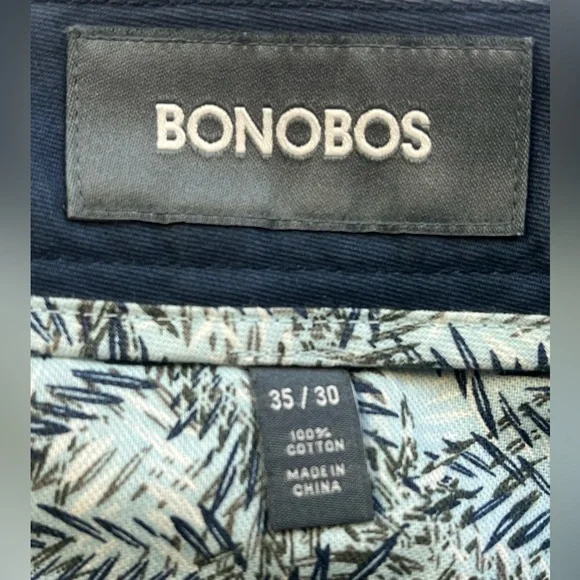 BONOBOS
35 / 30
100%
COTTON
MADE IN
CHINA